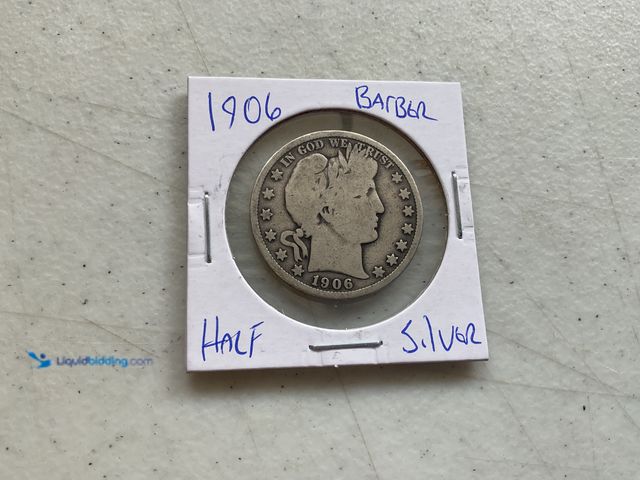 1906 BARBER
IN GOD WE TRUST
1906
HALF SILVER
Liquidbidding.com